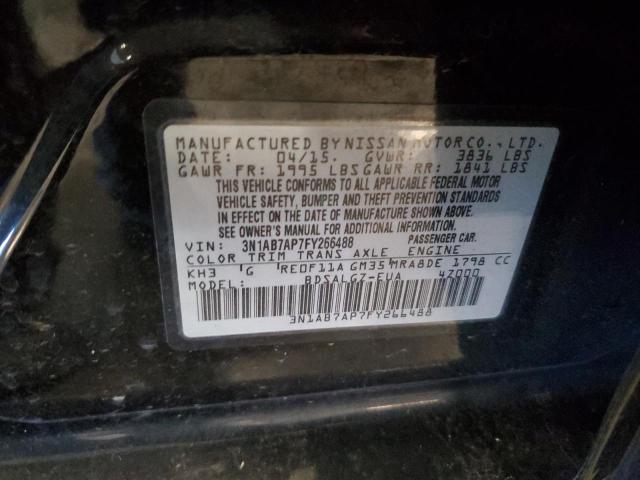 MANUFACTURED BY NISSAN MOTOR CO., LTD.
DATE: 04/15. GVWR: 3836 LBS
GAWR FR: 1995 LBS GAWR RR: 1841 LBS
THIS VEHICLE CONFORMS TO ALL APPLICABLE FEDERAL MOTOR
VEHICLE SAFETY, BUMPER AND THEFT PREVENTION STANDARDS
IN EFFECT ON THE DATE OF MANUFACTURE SHOWN ABOVE.
SEE OWNER'S MANUAL FOR ADDITIONAL INFORMATION.
VIN: 3N1AB7AP7FY266488 PASSENGER CAR
COLOR TRIM TRANS AXLE ENGINE
KH3 G RE0F11A GM35 MRA8DE 1798 CC
MODEL: BDSALGZ-EUA 4Z000
3N1AB7AP7FY266488